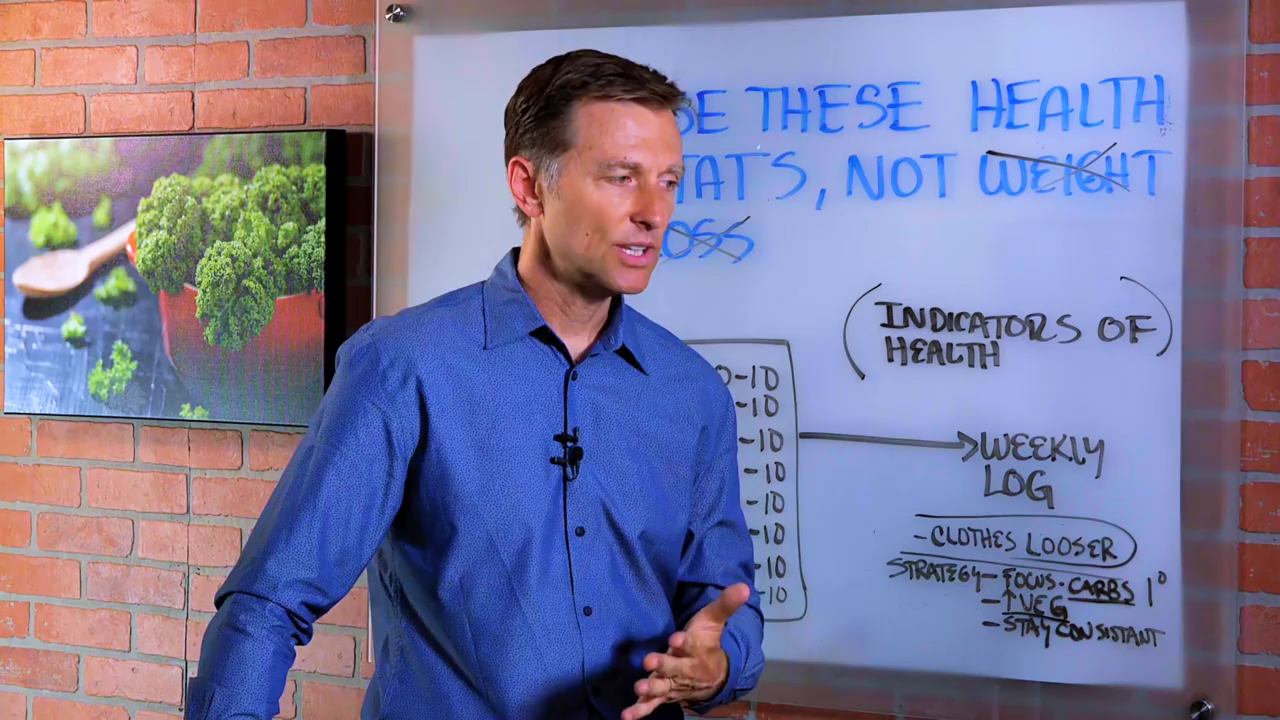 SE THESE HEALTH
TATS, NOT WEIGHT
OSS
(INDICATORS OF
HEALTH)
0-10
-10
-10
-10
-10
-10
-10
-10
WEEKLY
LOG
-CLOTHES LOOSER
STRATEGY- FOCUS-CARBS 1°
-↑VEG
-STAY CONSISTANT